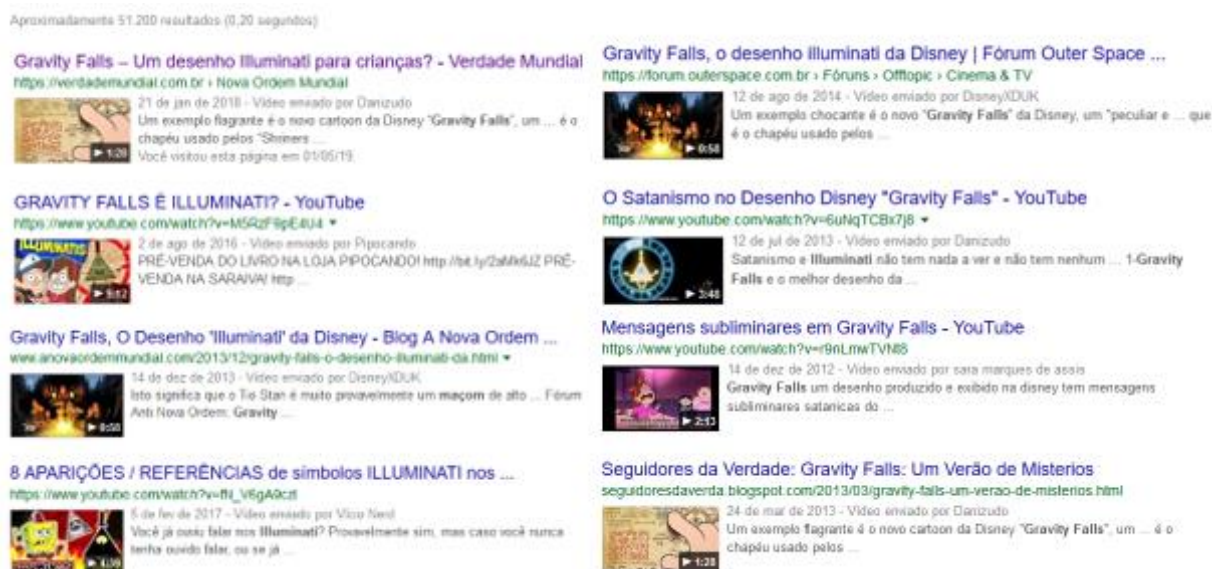 Aproximadamente 51.200 resultados (0,20 segundos)
Gravity Falls – Um desenho Illuminati para crianças? - Verdade Mundial
https://verdademundial.com.br › Nova Ordem Mundial
21 de jan de 2018 - Vídeo enviado por Danizudo
Um exemplo flagrante é o novo cartoon da Disney "Gravity Falls", um ... é o
chapéu usado pelos "Shriners ...
Você visitou esta página em 01/05/19.
1:28
GRAVITY FALLS É ILLUMINATI? - YouTube
https://www.youtube.com/watch?v=
2 de ago de 2016 - Vídeo enviado por Pipocando
PRÉ-VENDA DO LIVRO NA LOJA PIPOCANDO! http://bit.ly/2aMk6JZ PRÉ-
VENDA NA SARAIVA! http ...
Gravity Falls, O Desenho 'Illuminati' da Disney - Blog A Nova Ordem ...
www.anovaordemmundial.com/2013/12/gravity-falls-o-desenho-illuminati-da.html
14 de dez de 2013 - Vídeo enviado por DisneyXDUK
Isto significa que o Tio Stan é muito provavelmente um maçom de alto ... Fórum
Anti Nova Ordem: Gravity ...
0:58
8 APARIÇÕES / REFERÊNCIAS de símbolos ILLUMINATI nos ...
https://www.youtube.com/watch?v=
5 de fev de 2017 - Vídeo enviado por Vício Nerd
Você já ouviu falar nos Illuminati? Provavelmente sim, mas caso você nunca
tenha ouvido falar, ou se já ...
Gravity Falls, o desenho illuminati da Disney | Fórum Outer Space ...
https://forum.outerspace.com.br › Fóruns › Offtopic › Cinema & TV
12 de ago de 2014 - Vídeo enviado por DisneyXDUK
Um exemplo chocante é o novo "Gravity Falls" da Disney, um "peculiar e ... que
é o chapéu usado pelos ...
0:58
O Satanismo no Desenho Disney "Gravity Falls" - YouTube
https://www.youtube.com/watch?v=6uNqTCBx7j8
12 de jul de 2013 - Vídeo enviado por Danizudo
Satanismo e Illuminati não tem nada a ver e não tem nenhum ... 1-Gravity
Falls e o melhor desenho da ...
3:48
Mensagens subliminares em Gravity Falls - YouTube
https://www.youtube.com/watch?v=r9nLmwTVNt8
14 de dez de 2012 - Vídeo enviado por sara marques de assis
Gravity Falls um desenho produzido e exibido na disney tem mensagens
subliminares satanicas do ...
2:13
Seguidores da Verdade: Gravity Falls: Um Verão de Misterios
seguidoresdaverda.blogspot.com/2013/03/gravity-falls-um-verao-de-misterios.html
24 de mar de 2013 - Vídeo enviado por Danizudo
Um exemplo flagrante é o novo cartoon da Disney "Gravity Falls", um ... é o
chapéu usado pelos ...
1:28